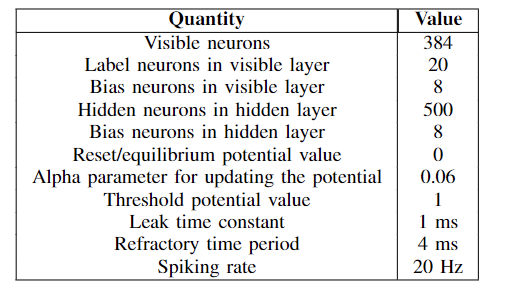 Quantity Value
Visible neurons 384
Label neurons in visible layer 20
Bias neurons in visible layer 8
Hidden neurons in hidden layer 500
Bias neurons in hidden layer 8
Reset/equilibrium potential value 0
Alpha parameter for updating the potential 0.06
Threshold potential value 1
Leak time constant 1 ms
Refractory time period 4 ms
Spiking rate 20 Hz